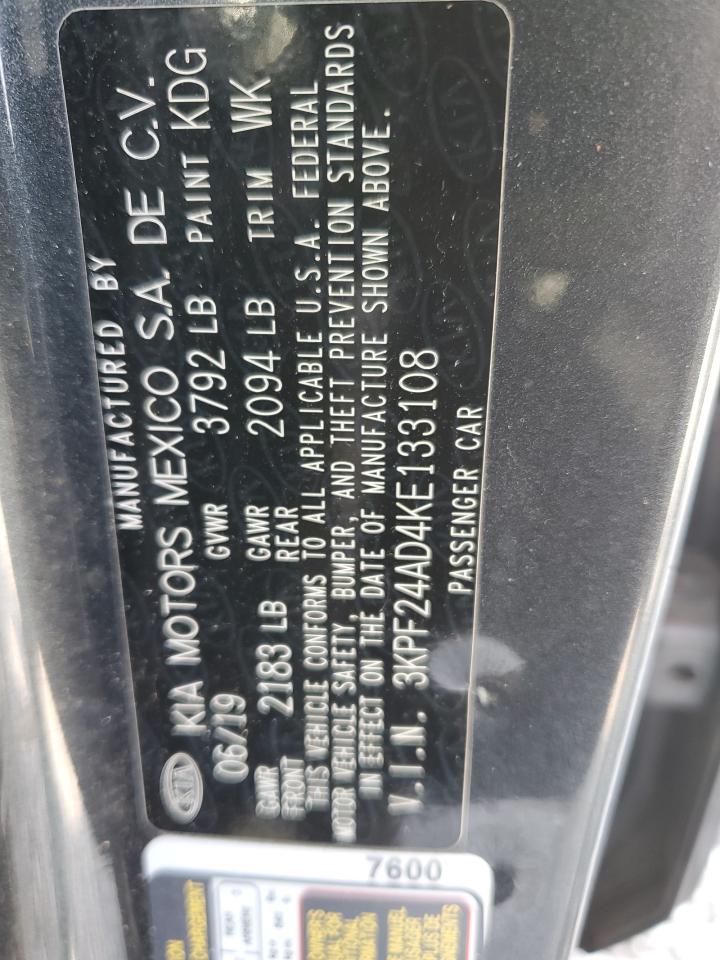 MANUFACTURED BY
KIA KIA MOTORS MEXICO S.A. DE C.V.
06/19 GVWR 3792 LB PAINT KDG
GAWR FRONT 2183 LB GAWR REAR 2094 LB TRIM WK
THIS VEHICLE CONFORMS TO ALL APPLICABLE U.S.A. FEDERAL
MOTOR VEHICLE SAFETY, BUMPER, AND THEFT PREVENTION STANDARDS
IN EFFECT ON THE DATE OF MANUFACTURE SHOWN ABOVE.
V.I.N. 3KPF24AD4KE133108
PASSENGER CAR
7600